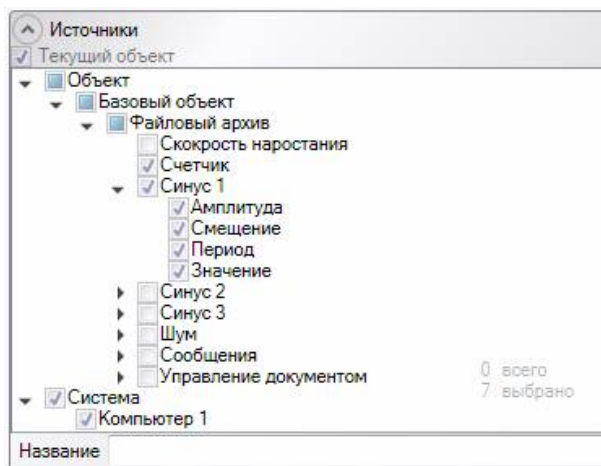 Источники
Текущий объект
Объект
Базовый объект
Файловый архив
Скокрость наростания
Счетчик
Синус 1
Амплитуда
Смещение
Период
Значение
Синус 2
Синус 3
Шум
Сообщения
Управление документом
0 всего
7 выбрано
Система
Компьютер 1
Название